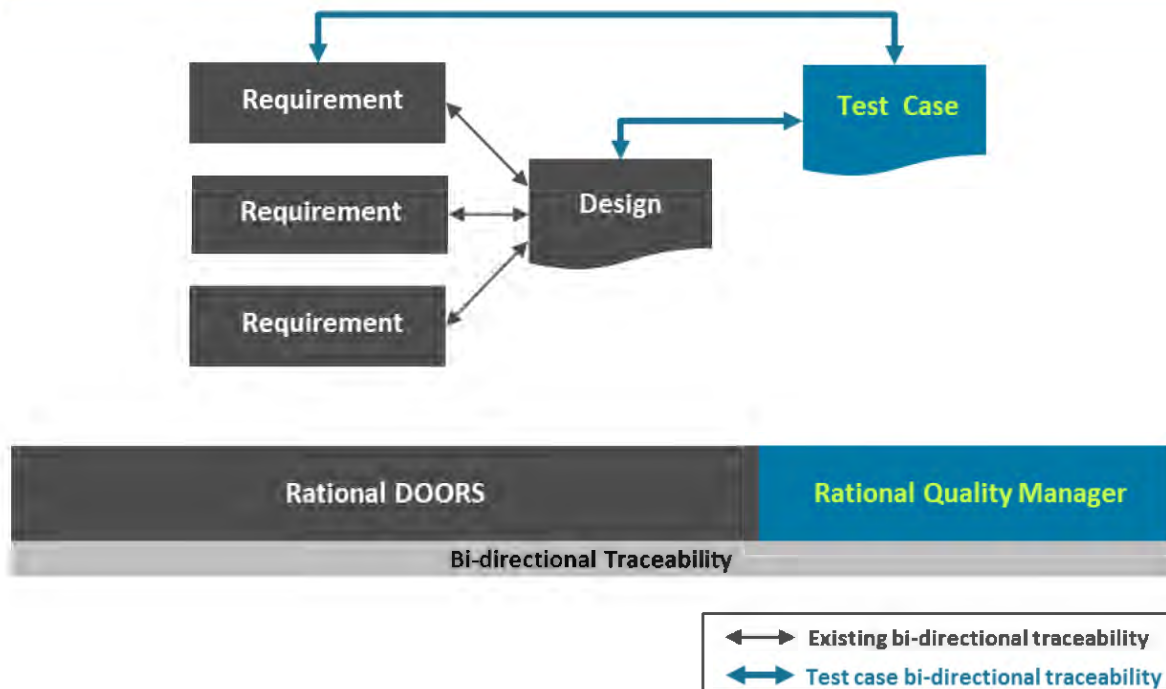 Requirement
Test Case
Requirement
Design
Requirement
Rational DOORS
Rational Quality Manager
Bi-directional Traceability
Existing bi-directional traceability
Test case bi-directional traceability